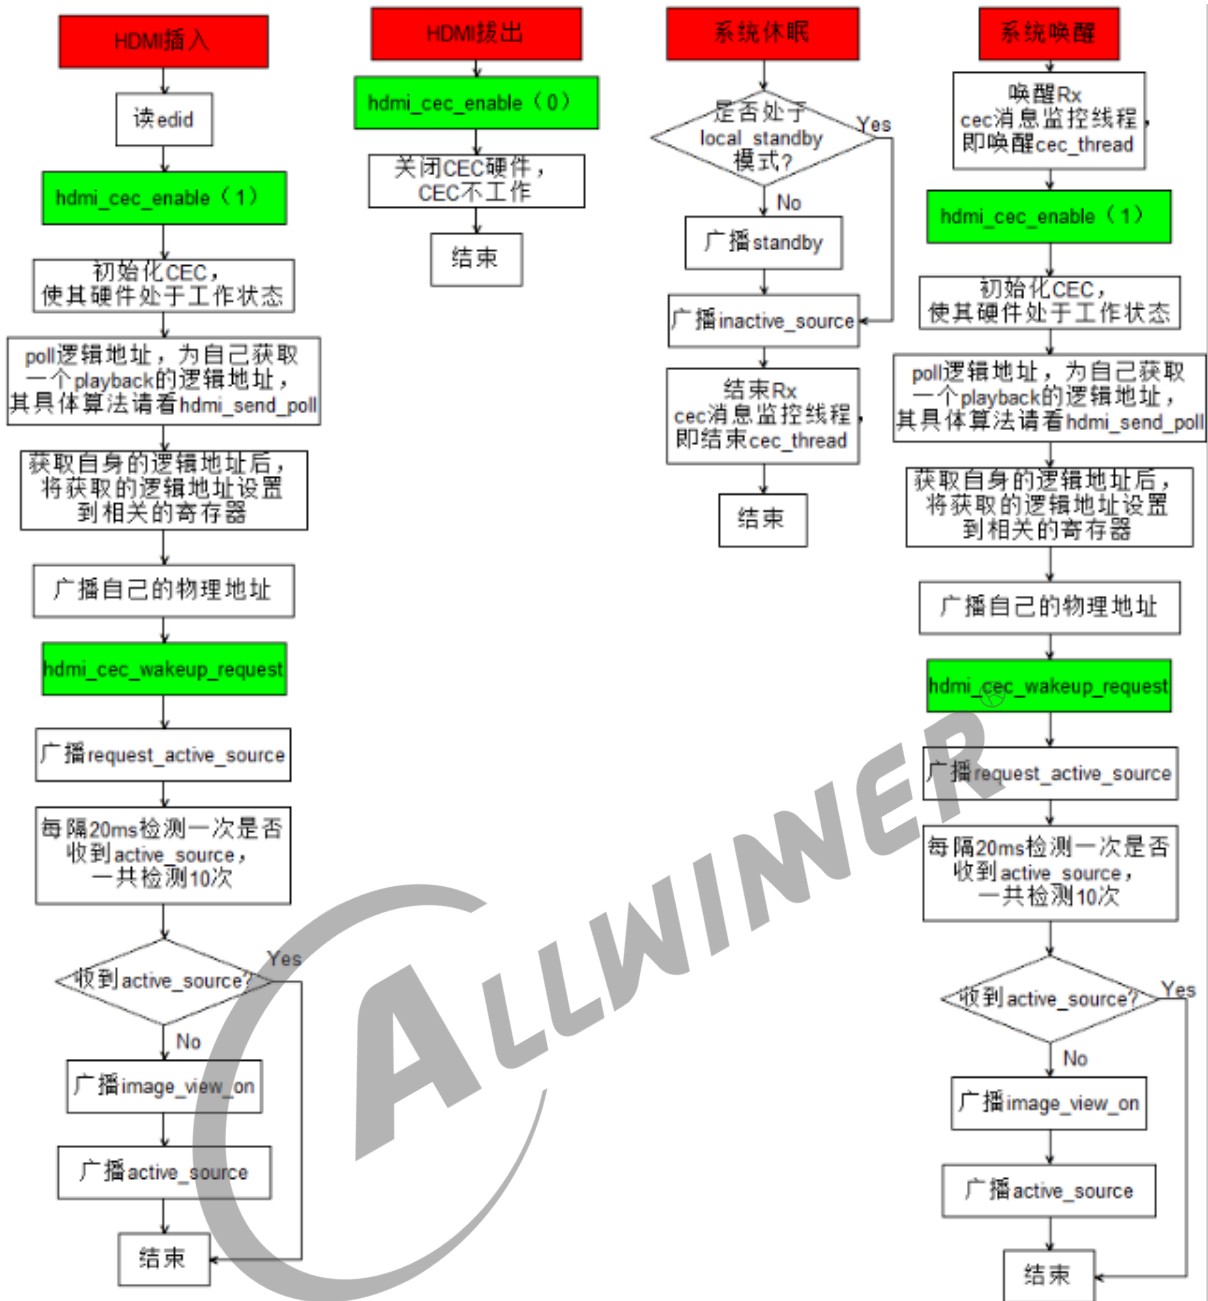 HDMI插入
读edid
hdmi_cec_enable（1）
初始化CEC，
使其硬件处于工作状态
poll逻辑地址，为自己获取
一个playback的逻辑地址，
其具体算法请看hdmi_send_poll
获取自身的逻辑地址后，
将获取的逻辑地址设置
到相关的寄存器
广播自己的物理地址
hdmi_cec_wakeup_request
广播request_active_source
每隔20ms检测一次是否
收到active_source，
一共检测10次
收到active_source?
Yes
No
广播image_view_on
广播active_source
结束
HDMI拔出
hdmi_cec_enable（0）
关闭CEC硬件，
CEC不工作
结束
系统休眠
是否处于
local_standby
模式？
Yes
No
广播standby
广播inactive_source
结束Rx
cec消息监控线程，
即结束cec_thread
结束
系统唤醒
唤醒Rx
cec消息监控线程，
即唤醒cec_thread
hdmi_cec_enable（1）
初始化CEC，
使其硬件处于工作状态
poll逻辑地址，为自己获取
一个playback的逻辑地址，
其具体算法请看hdmi_send_poll
获取自身的逻辑地址后，
将获取的逻辑地址设置
到相关的寄存器
广播自己的物理地址
hdmi_cec_wakeup_request
广播request_active_source
每隔20ms检测一次是否
收到active_source，
一共检测10次
收到active_source?
Yes
No
广播image_view_on
广播active_source
结束
ALLWINNER®